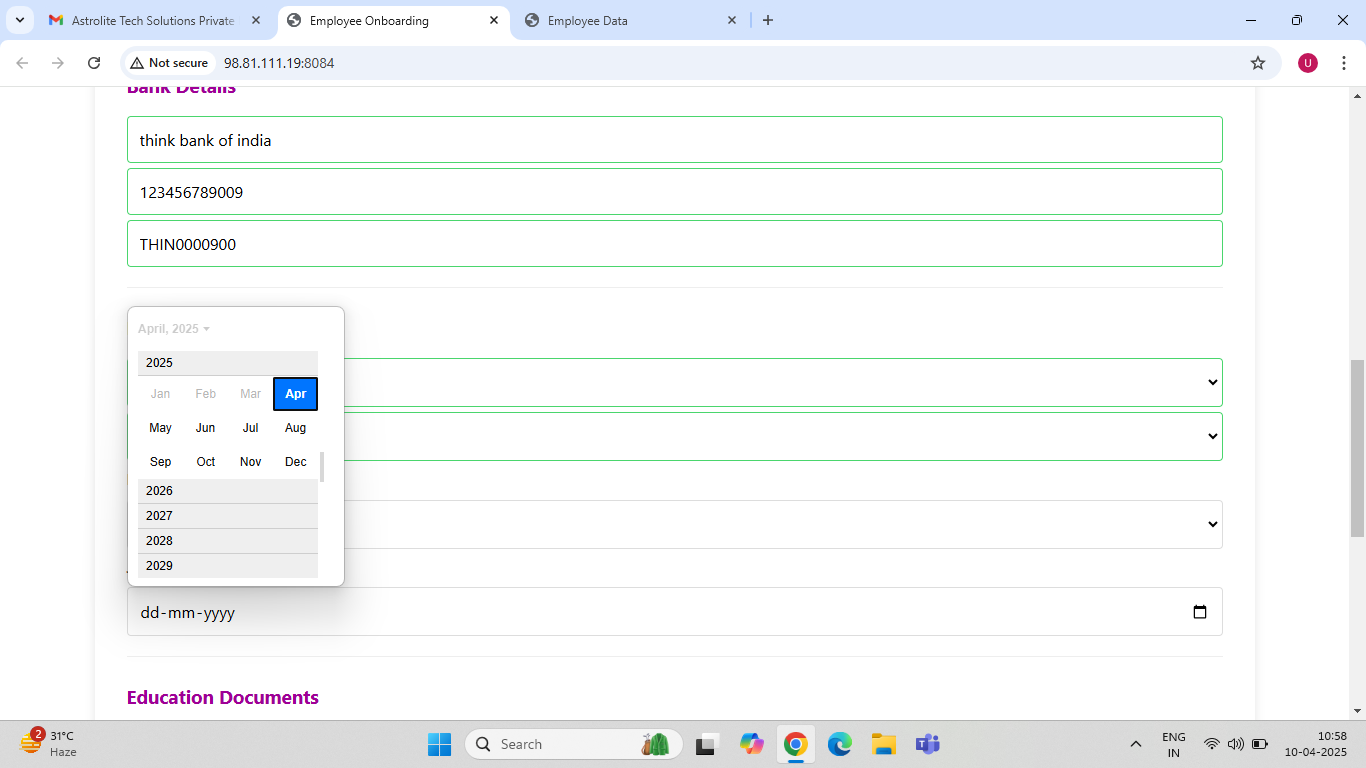 Astrolite Tech Solutions Private
Employee Onboarding
Employee Data
Not secure
98.81.111.19:8084
U
Bank Details
think bank of india
123456789009
THIN0000900
April, 2025
2025
Jan Feb Mar Apr
May Jun Jul Aug
Sep Oct Nov Dec
2026
2027
2028
2029
dd-mm-yyyy
Education Documents
2
31°C
Haze
Search
ENG
IN
10:58
10-04-2025